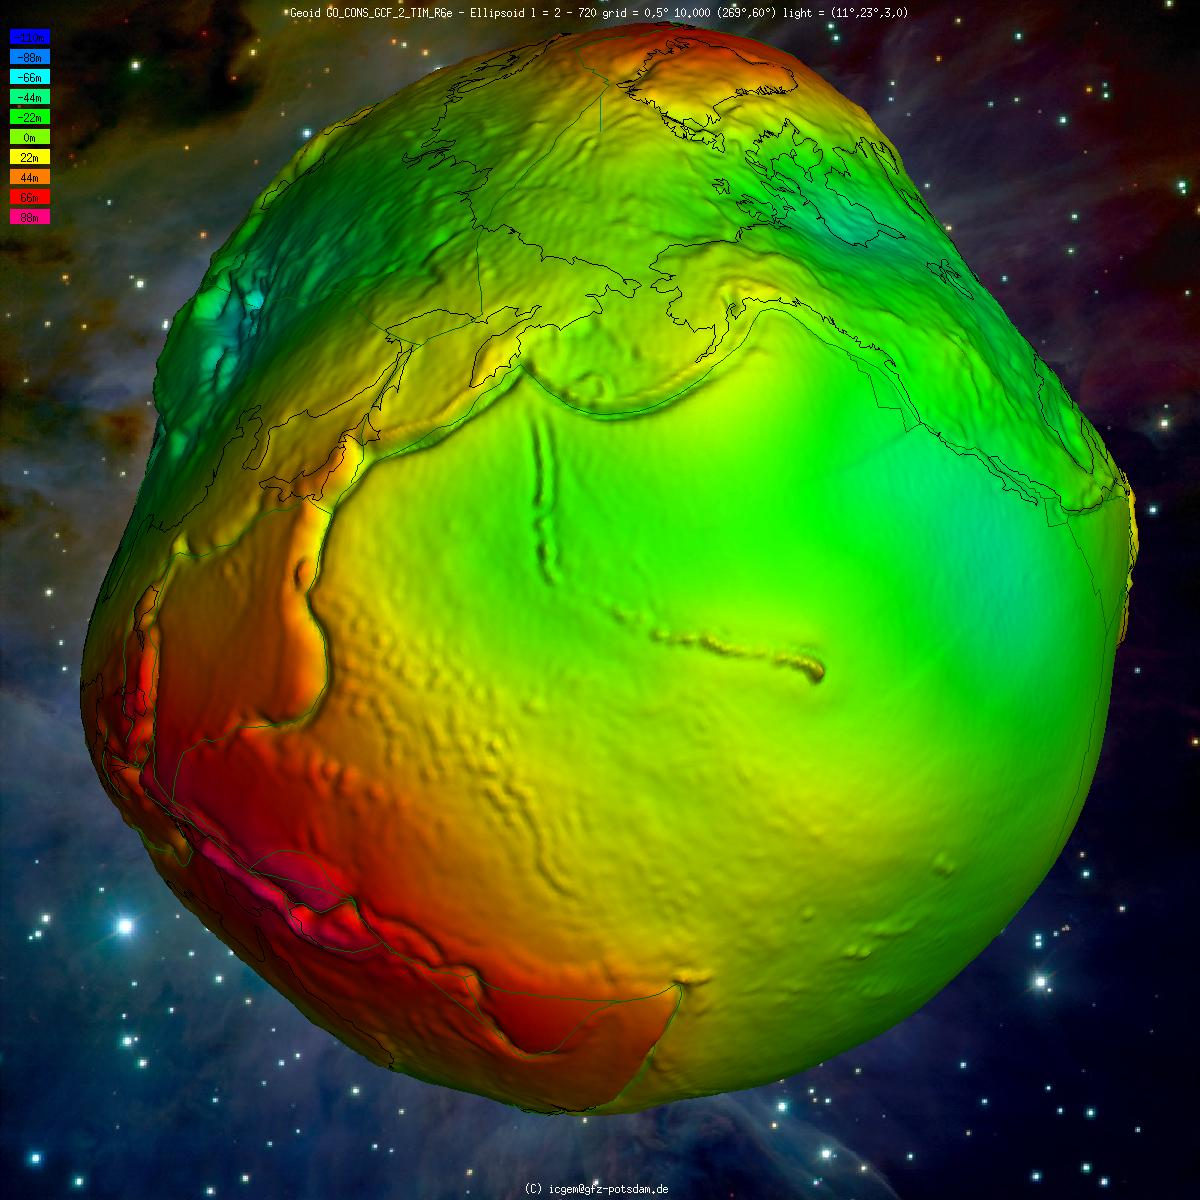 Geoid GO_CONS_GCF_2_TIM_R6e - Ellipsoid l = 2 - 720 grid = 0,5° 10.000 (269°,60°) light = (11°,23°,3,0)
-110m
-88m
-66m
-44m
-22m
0m
22m
44m
66m
88m
(C) icgem@gfz-potsdam.de